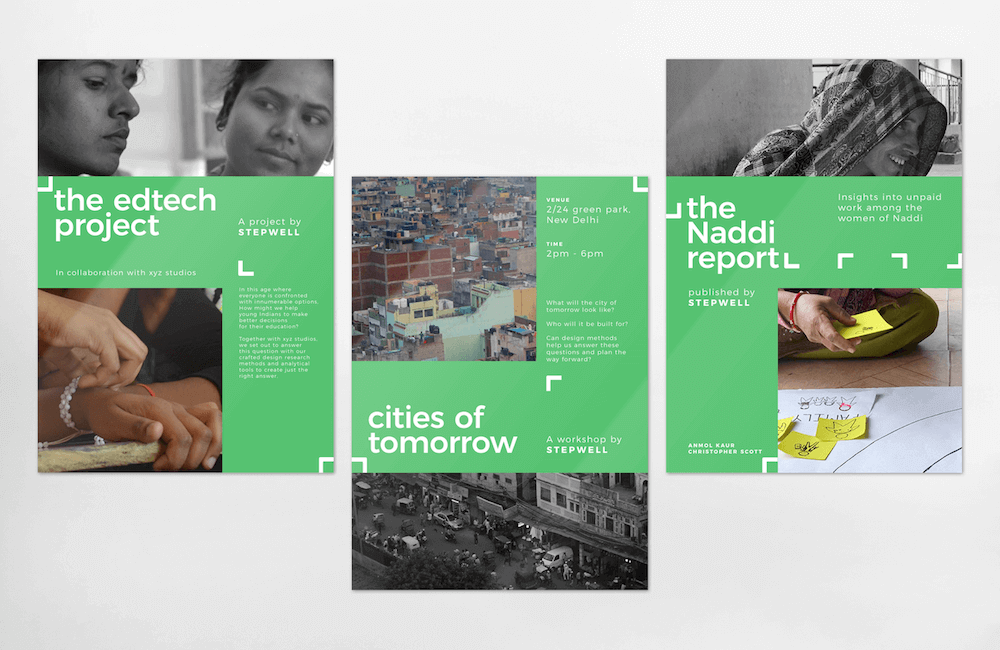 the edtech
project
A project by
STEPWELL
In collaboration with xyz studios
In this age where
everyone is confronted
with innumerable options.
How might we help
young Indians to make
better decisions
for their education?
Together with xyz studios,
we set out to answer
this question with our
crafted design research
methods and analytical
tools to create just the
right answer.
VENUE
2/24 green park,
New Delhi
TIME
2pm - 6pm
What will the city of
tomorrow look like?
Who will it be built for?
Can design methods
help us answer these
questions and plan the
way forward?
cities of
tomorrow
A workshop by
STEPWELL
the
Naddi
report
Insights into unpaid
work among the
women of Naddi
published by
STEPWELL
FAMILY
ANMOL KAUR
CHRISTOPHER SCOTT